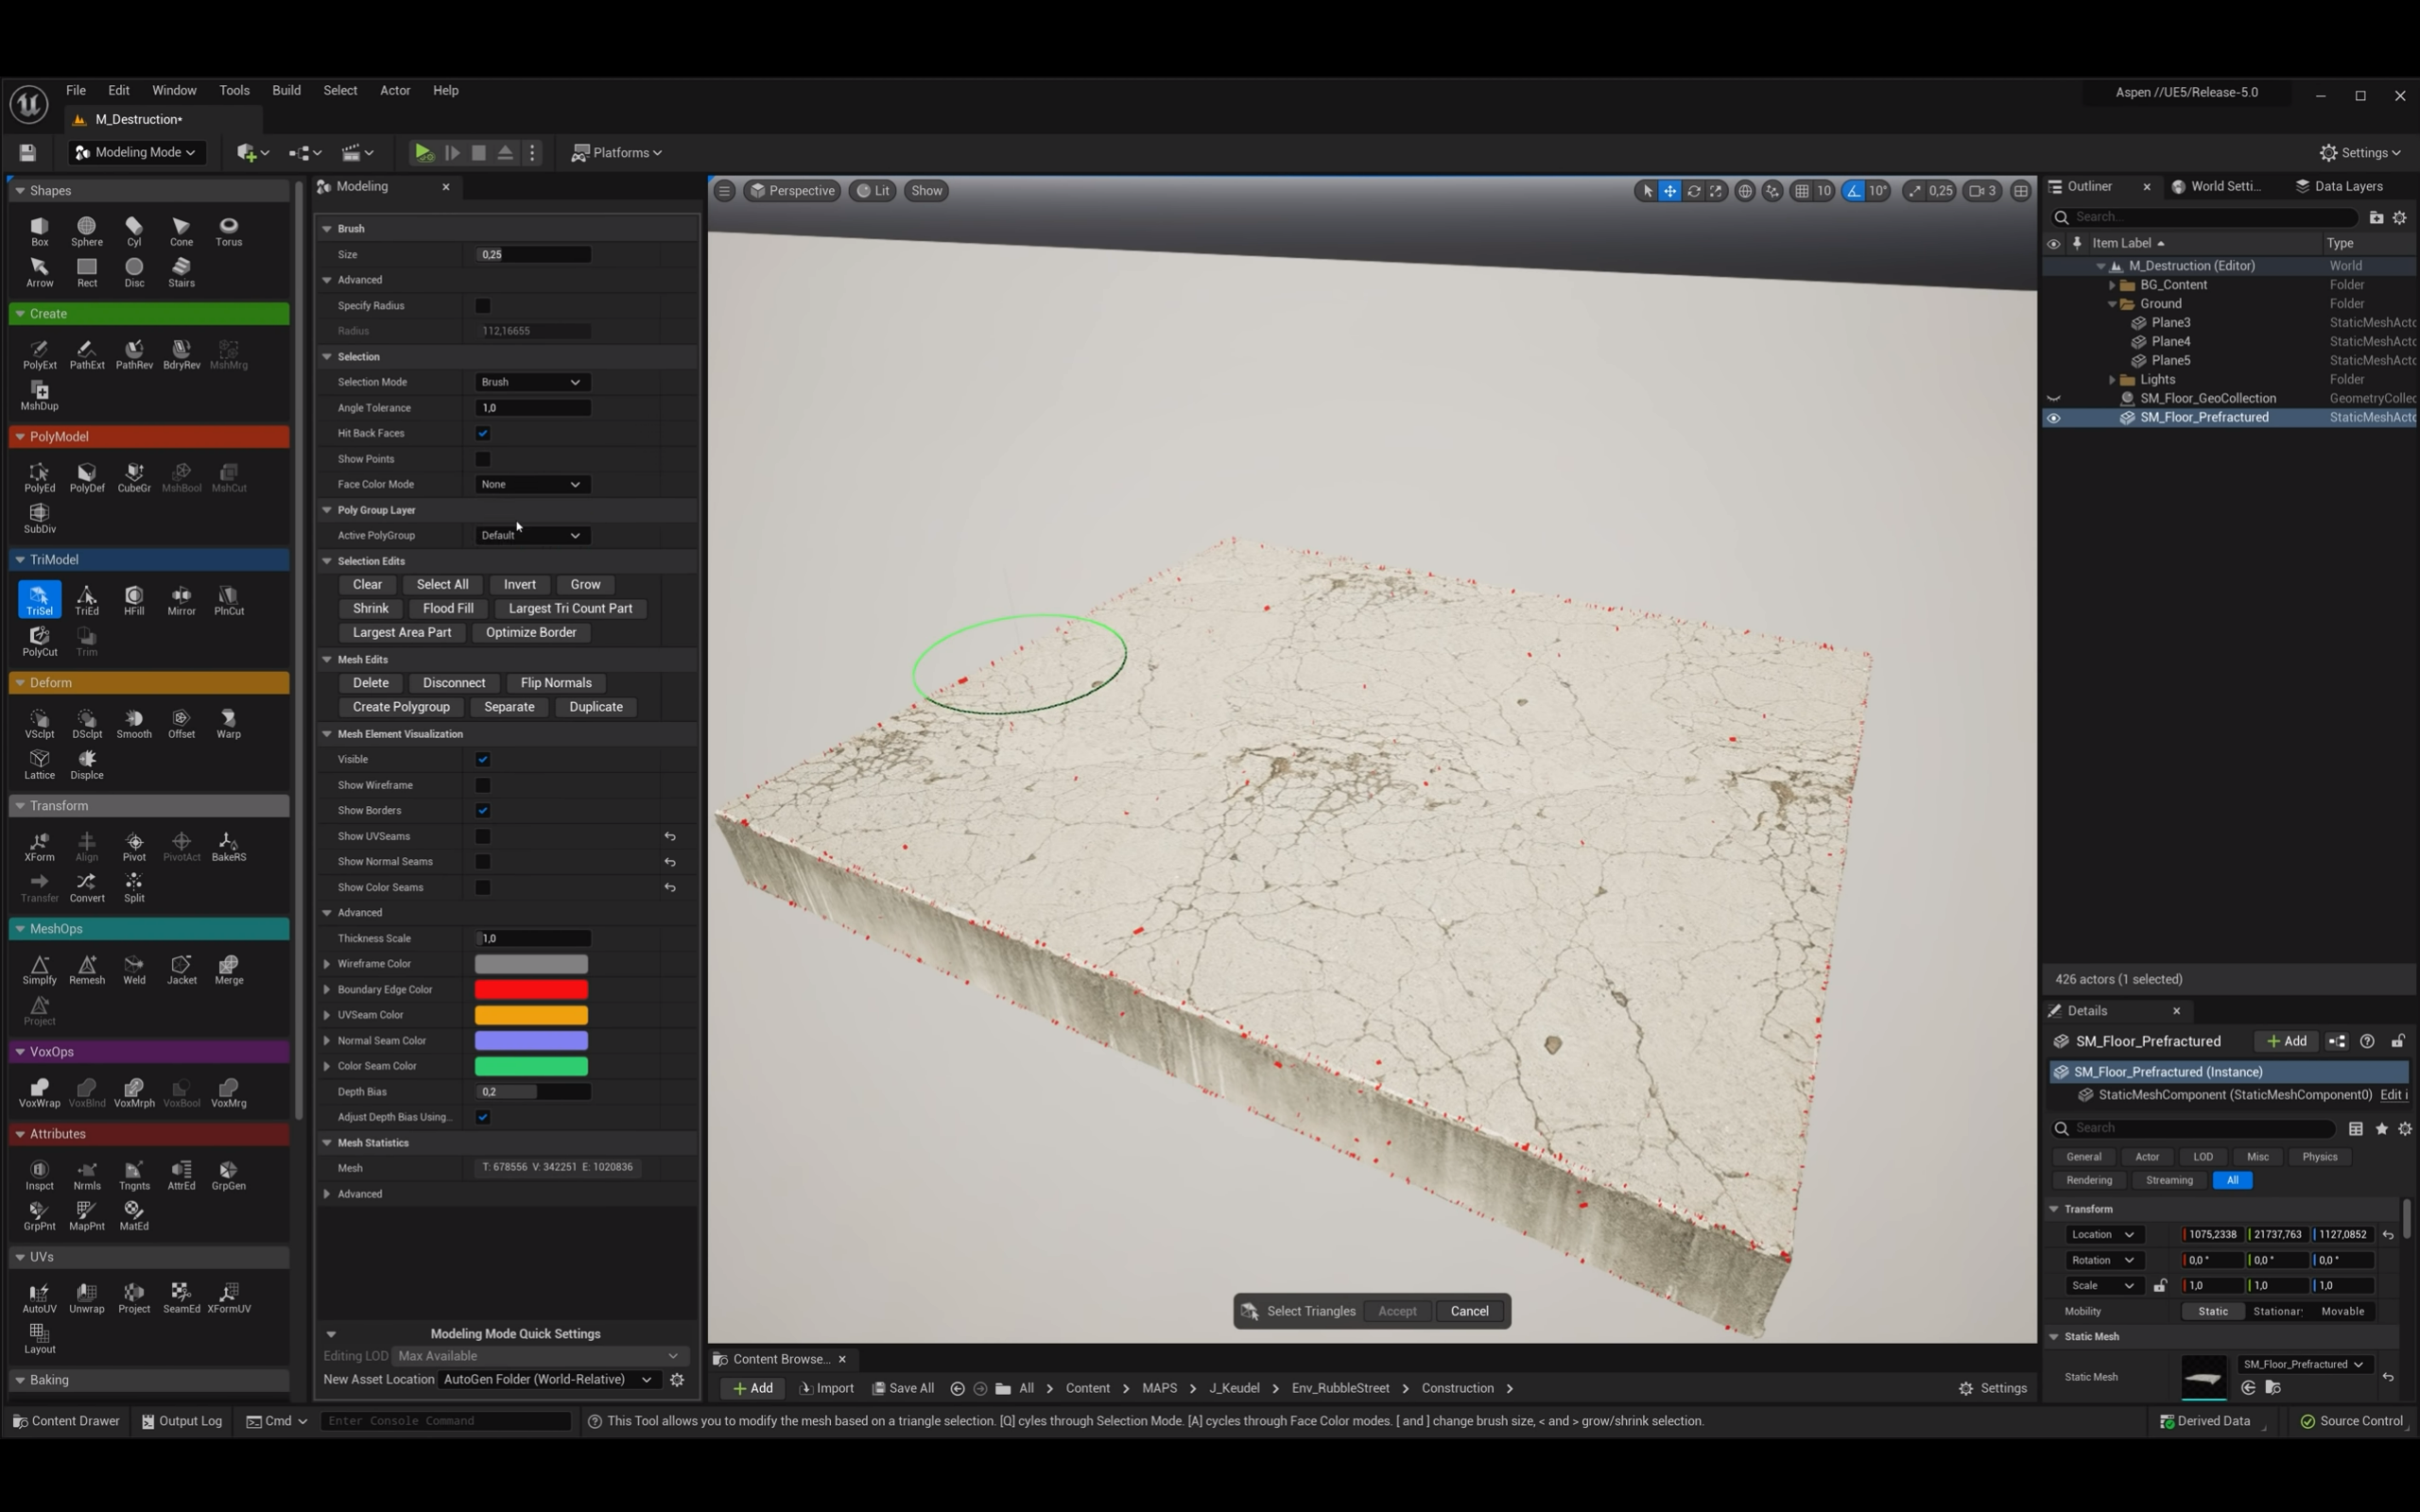 File Edit Window Tools Build Select Actor Help
Aspen //UE5/Release-5.0
M_Destruction*
Modeling Mode
Platforms
Settings
Shapes
Box Sphere Cyl Cone Torus
Arrow Rect Disc Stairs
Create
PolyExt PathExt PathRev BdryRev MshMrg
MshDup
PolyModel
PolyEd PolyDef CubeGr MshBool MshCut
SubDiv
TriModel
TriSel TriEd HFill Mirror PlnCut
PolyCut Trim
Deform
VSclpt DSclpt Smooth Offset Warp
Lattice Displce
Transform
XForm Align Pivot PivotAct BakeRS
Transfer Convert Split
MeshOps
Simplfy Remesh Weld Jacket Merge
Project
VoxOps
VoxWrap VoxBlnd VoxMrph VoxBool VoxMrg
Attributes
Inspct Nrmls Tngnts AttrEd GrpGen
GrpPnt MapPnt MatEd
UVs
AutoUV Unwrap Project SeamEd XFormUV
Layout
Baking
Modeling
Brush
Size 0,25
Advanced
Specify Radius
Radius 112,16655
Selection
Selection Mode Brush
Angle Tolerance 1,0
Hit Back Faces
Show Points
Face Color Mode None
Poly Group Layer
Active PolyGroup Default
Selection Edits
Clear Select All Invert Grow
Shrink Flood Fill Largest Tri Count Part
Largest Area Part Optimize Border
Mesh Edits
Delete Disconnect Flip Normals
Create Polygroup Separate Duplicate
Mesh Element Visualization
Visible
Show Wireframe
Show Borders
Show UVSeams
Show Normal Seams
Show Color Seams
Advanced
Thickness Scale 1,0
Wireframe Color
Boundary Edge Color
UVSeam Color
Normal Seam Color
Color Seam Color
Depth Bias 0,2
Adjust Depth Bias Using...
Mesh Statistics
Mesh T: 678556 V: 342251 E: 1020836
Advanced
Modeling Mode Quick Settings
Editing LOD Max Available
New Asset Location AutoGen Folder (World-Relative)
Perspective Lit Show
10 10° 0,25 3
Select Triangles Accept Cancel
Content Browse...
Add Import Save All All Content MAPS J_Keudel Env_RubbleStreet Construction Settings
Outliner World Setti... Data Layers
Search...
Item Label Type
M_Destruction (Editor) World
BG_Content Folder
Ground Folder
Plane3 StaticMeshActo
Plane4 StaticMeshActo
Plane5 StaticMeshActo
Lights Folder
SM_Floor_GeoCollection GeometryCollec
SM_Floor_Prefractured StaticMeshActo
426 actors (1 selected)
Details
SM_Floor_Prefractured Add
SM_Floor_Prefractured (Instance)
StaticMeshComponent (StaticMeshComponent0) Edit i
Search
General Actor LOD Misc Physics
Rendering Streaming All
Transform
Location 1075,2338 21737,763 1127,0852
Rotation 0,0 ° 0,0 ° 0,0 °
Scale 1,0 1,0 1,0
Mobility Static Stationar Movable
Static Mesh
Static Mesh SM_Floor_Prefractured
Content Drawer Output Log Cmd Enter Console Command This Tool allows you to modify the mesh based on a triangle selection. [Q] cyles through Selection Mode. [A] cycles through Face Color modes. [ and ] change brush size, < and > grow/shrink selection. Derived Data Source Control